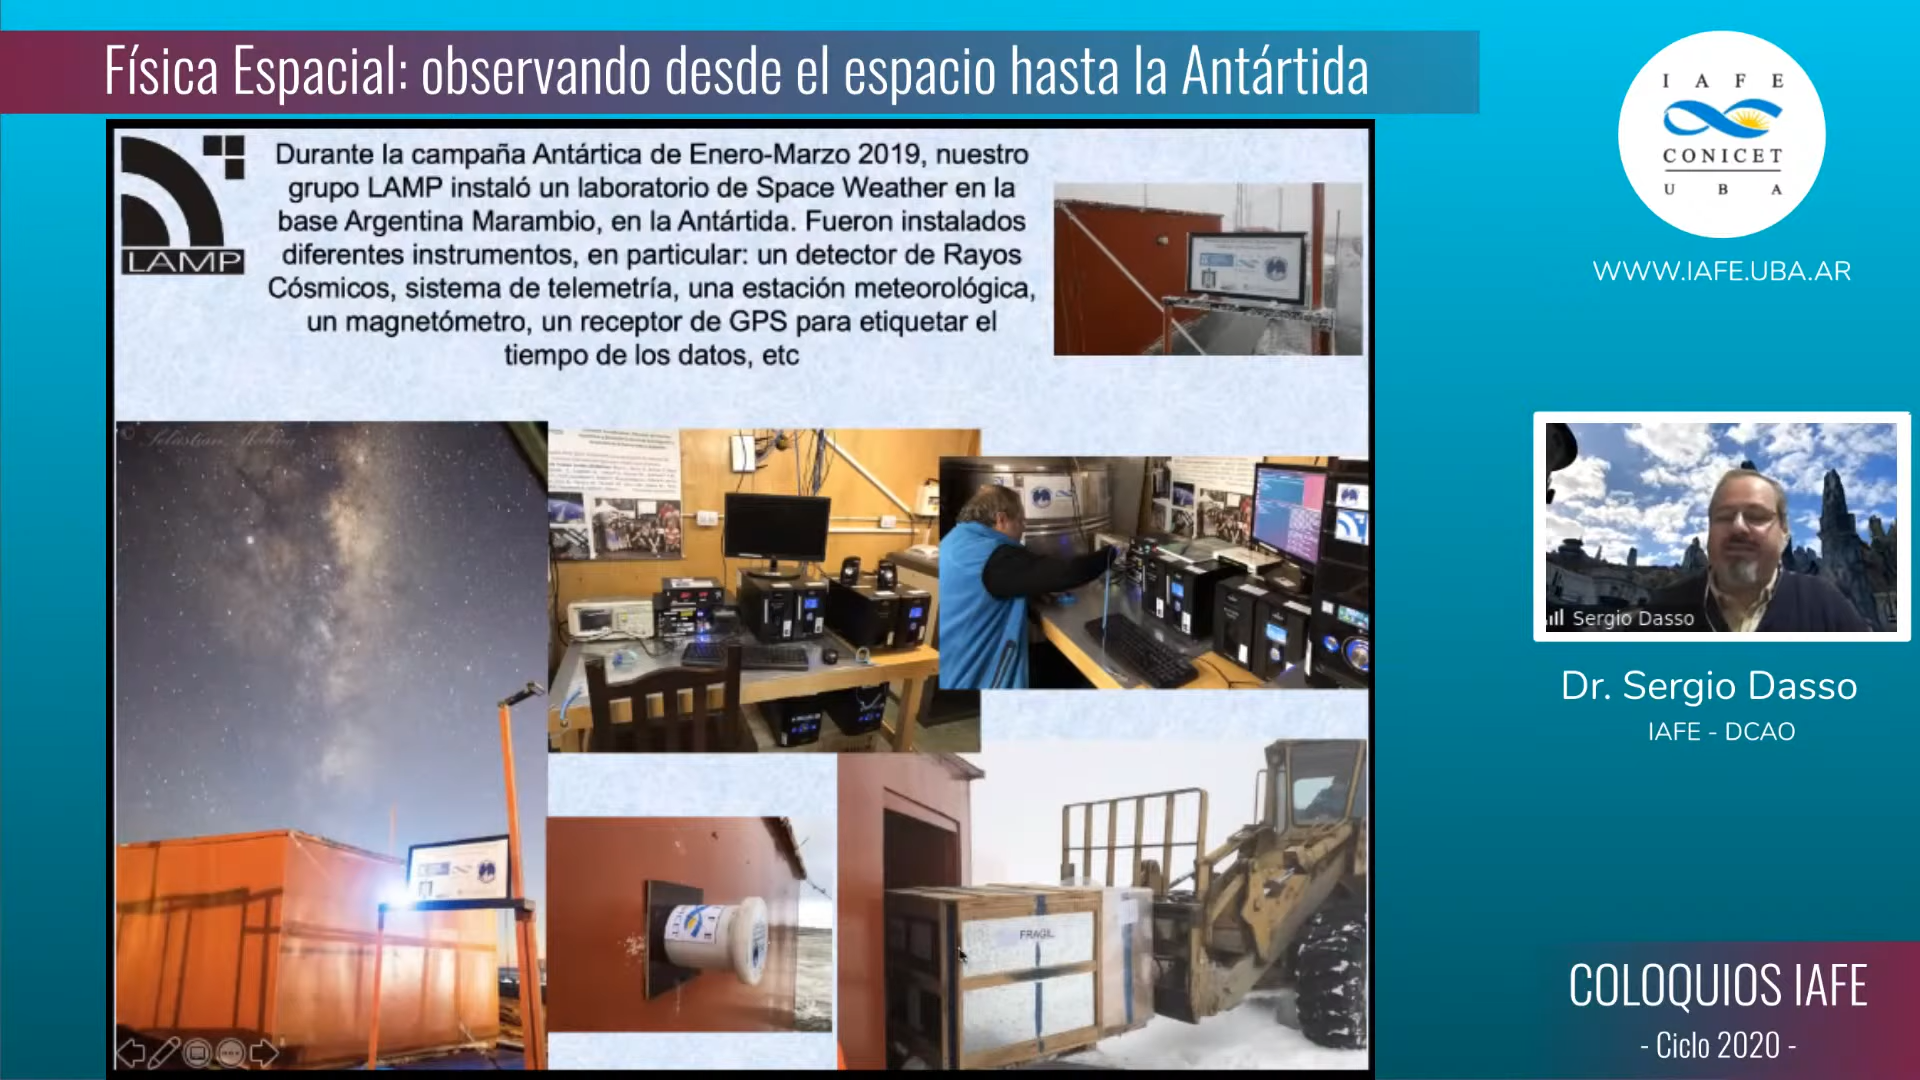 Física Espacial: observando desde el espacio hasta la Antártida
LAMP
Durante la campaña Antártica de Enero-Marzo 2019, nuestro
grupo LAMP instaló un laboratorio de Space Weather en la
base Argentina Marambio, en la Antártida. Fueron instalados
diferentes instrumentos, en particular: un detector de Rayos
Cósmicos, sistema de telemetría, una estación meteorológica,
un magnetómetro, un receptor de GPS para etiquetar el
tiempo de los datos, etc
FRAGIL
IAFE
CONICET
UBA
WWW.IAFE.UBA.AR
Sergio Dasso
Dr. Sergio Dasso
IAFE - DCAO
COLOQUIOS IAFE
- Ciclo 2020 -